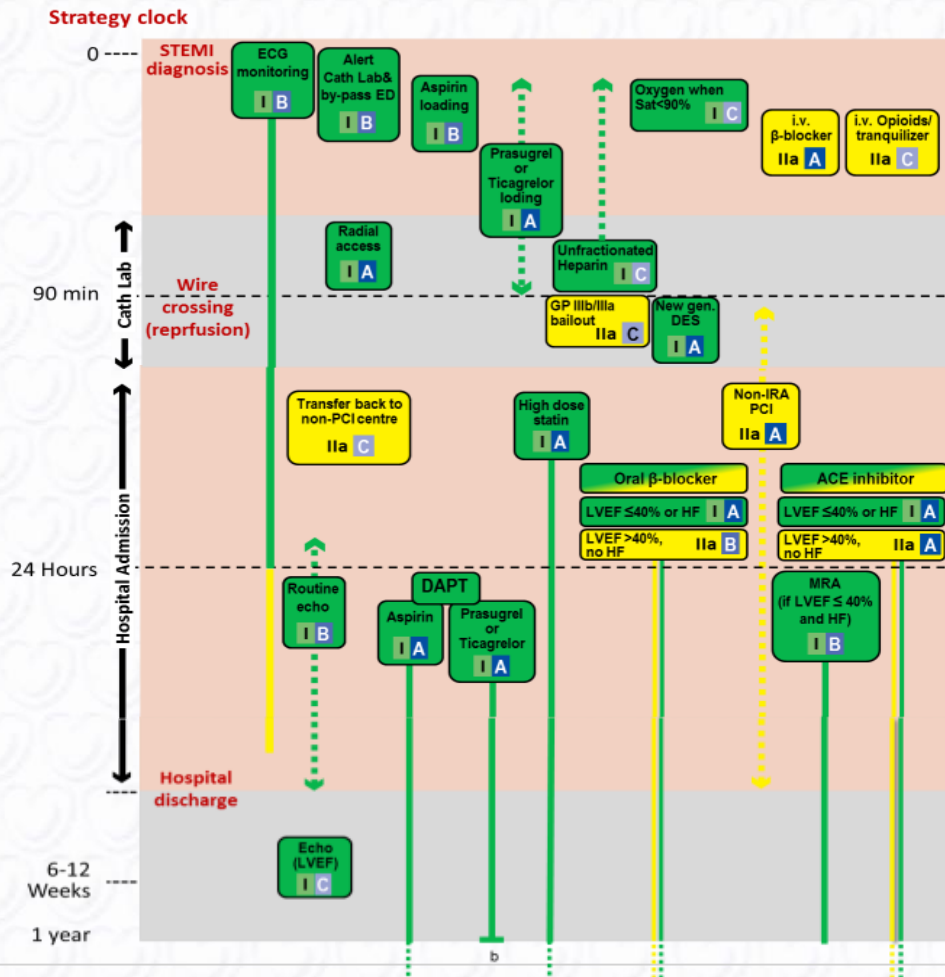 Strategy clock
0
STEMI
diagnosis
ECG
monitoring
I B
Alert
Cath Lab&
by-pass ED
I B
Aspirin
loading
I B
Prasugrel
or
Ticagrelor
loding
I A
Oxygen when
Sat<90%
I C
i.v.
β-blocker
IIa A
i.v. Opioids/
tranquilizer
IIa C
Cath Lab
90 min
Wire
crossing
(reprfusion)
Radial
access
I A
Unfractionated
Heparin
I C
GP IIIb/IIIa
bailout
IIa C
New gen.
DES
I A
Hospital Admission
Transfer back to
non-PCI centre
IIa C
High dose
statin
I A
Non-IRA
PCI
IIa A
Oral β-blocker
LVEF ≤40% or HF I A
LVEF >40%,
no HF
IIa B
ACE inhibitor
LVEF ≤40% or HF I A
LVEF >40%,
no HF
IIa A
24 Hours
Routine
echo
I B
DAPT
Aspirin
I A
Prasugrel
or
Ticagrelor
I A
MRA
(if LVEF ≤ 40%
and HF)
I B
Hospital
discharge
Echo
(LVEF)
I C
6-12
Weeks
1 year
b